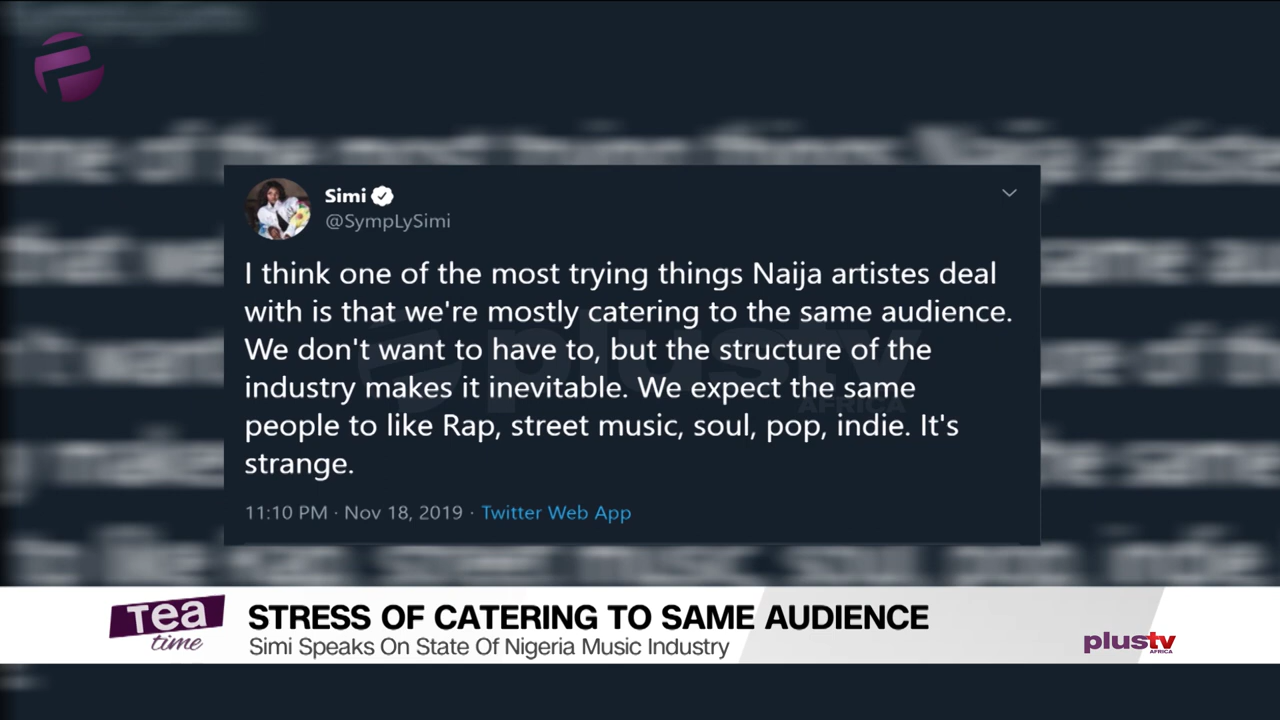 Simi
@SympLySimi
I think one of the most trying things Naija artistes deal
with is that we're mostly catering to the same audience.
We don't want to have to, but the structure of the
industry makes it inevitable. We expect the same
people to like Rap, street music, soul, pop, indie. It's
strange.
11:10 PM · Nov 18, 2019 · Twitter Web App
plustv
AFRICA
Tea
time
STRESS OF CATERING TO SAME AUDIENCE
Simi Speaks On State Of Nigeria Music Industry
plustv
AFRICA